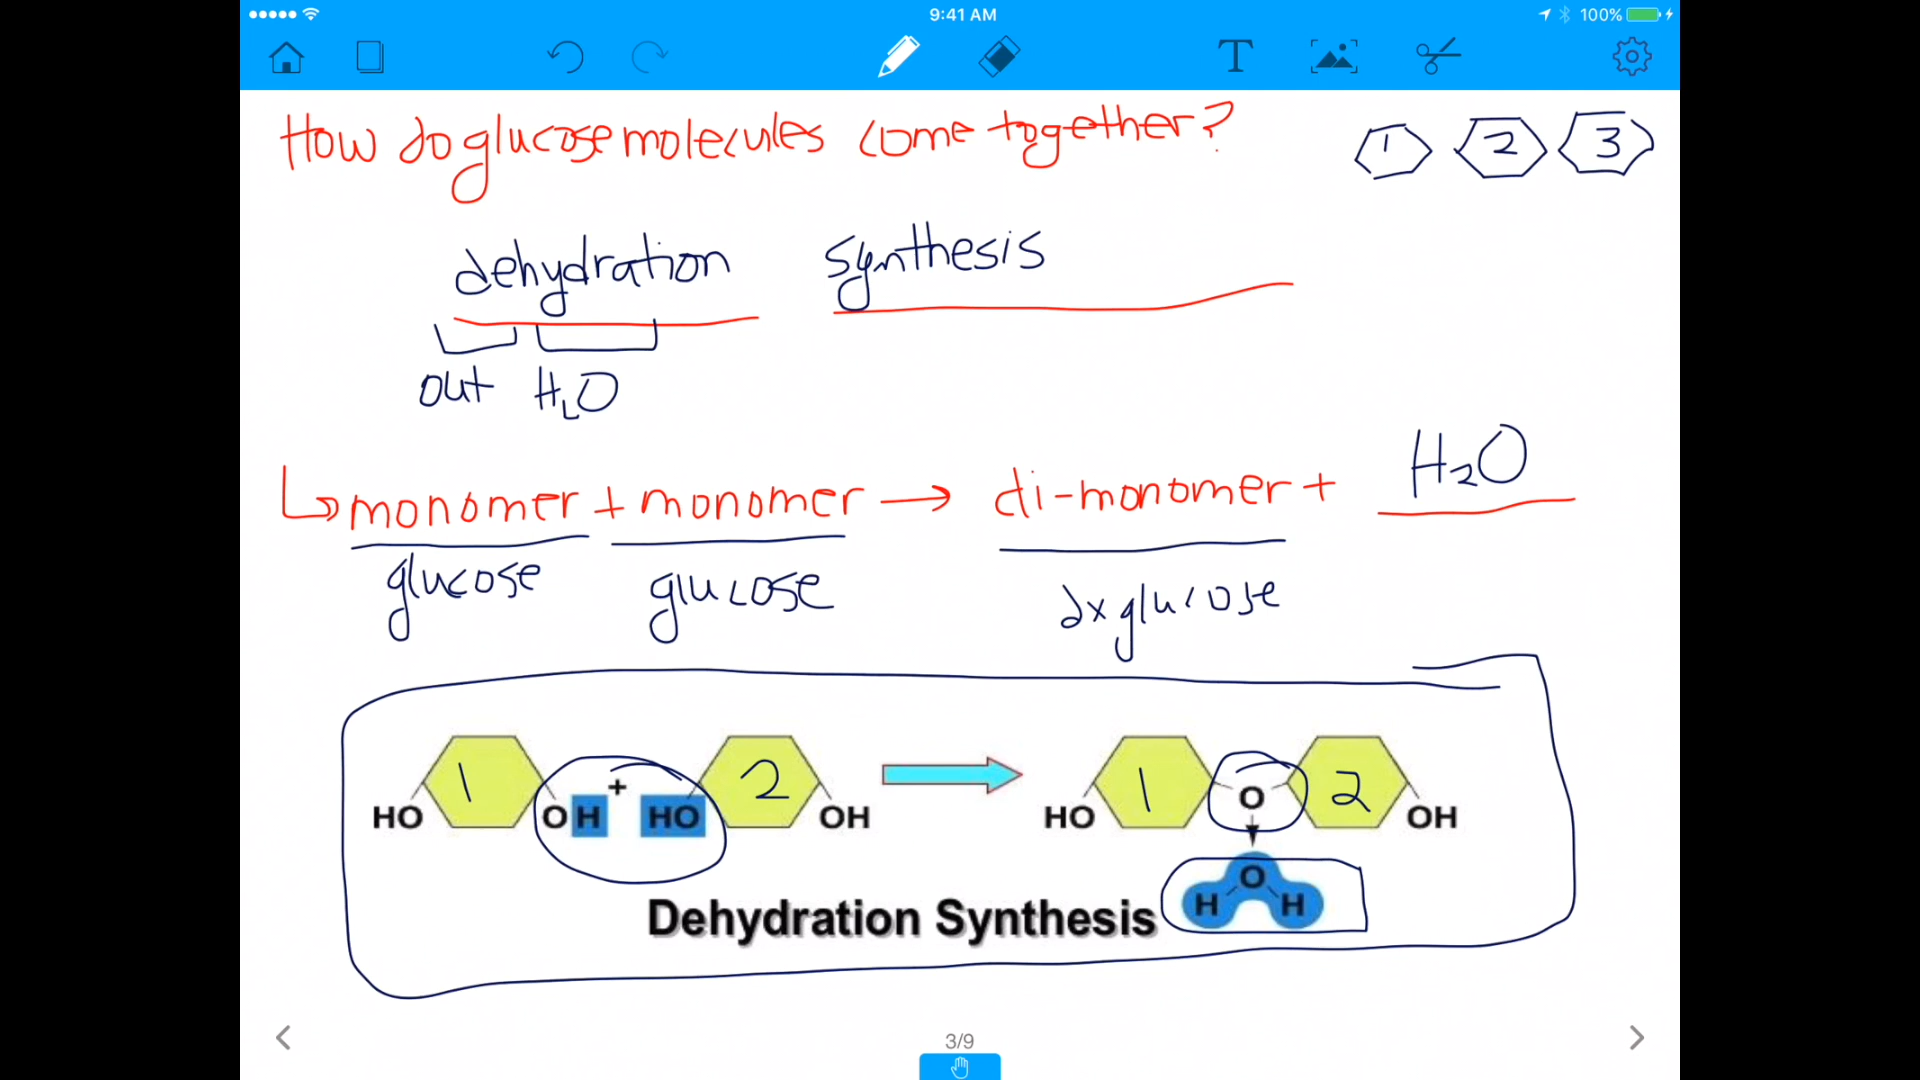 9:41 AM
100%
T
How do glucose molecules come together?
1 2 3
dehydration synthesis
out H2O
monomer + monomer → di-monomer + H2O
glucose glucose 2x glucose
1 + 2 1 O 2
HO OH HO OH HO OH
O
Dehydration Synthesis H H
3/9